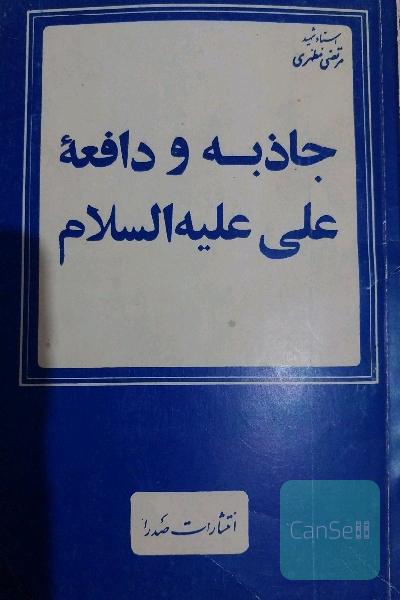 استاد شهید
مرتضی مطهری
جاذبه و دافعهٔ
علی علیه‌السلام
انتشارات صدرا
CanSell